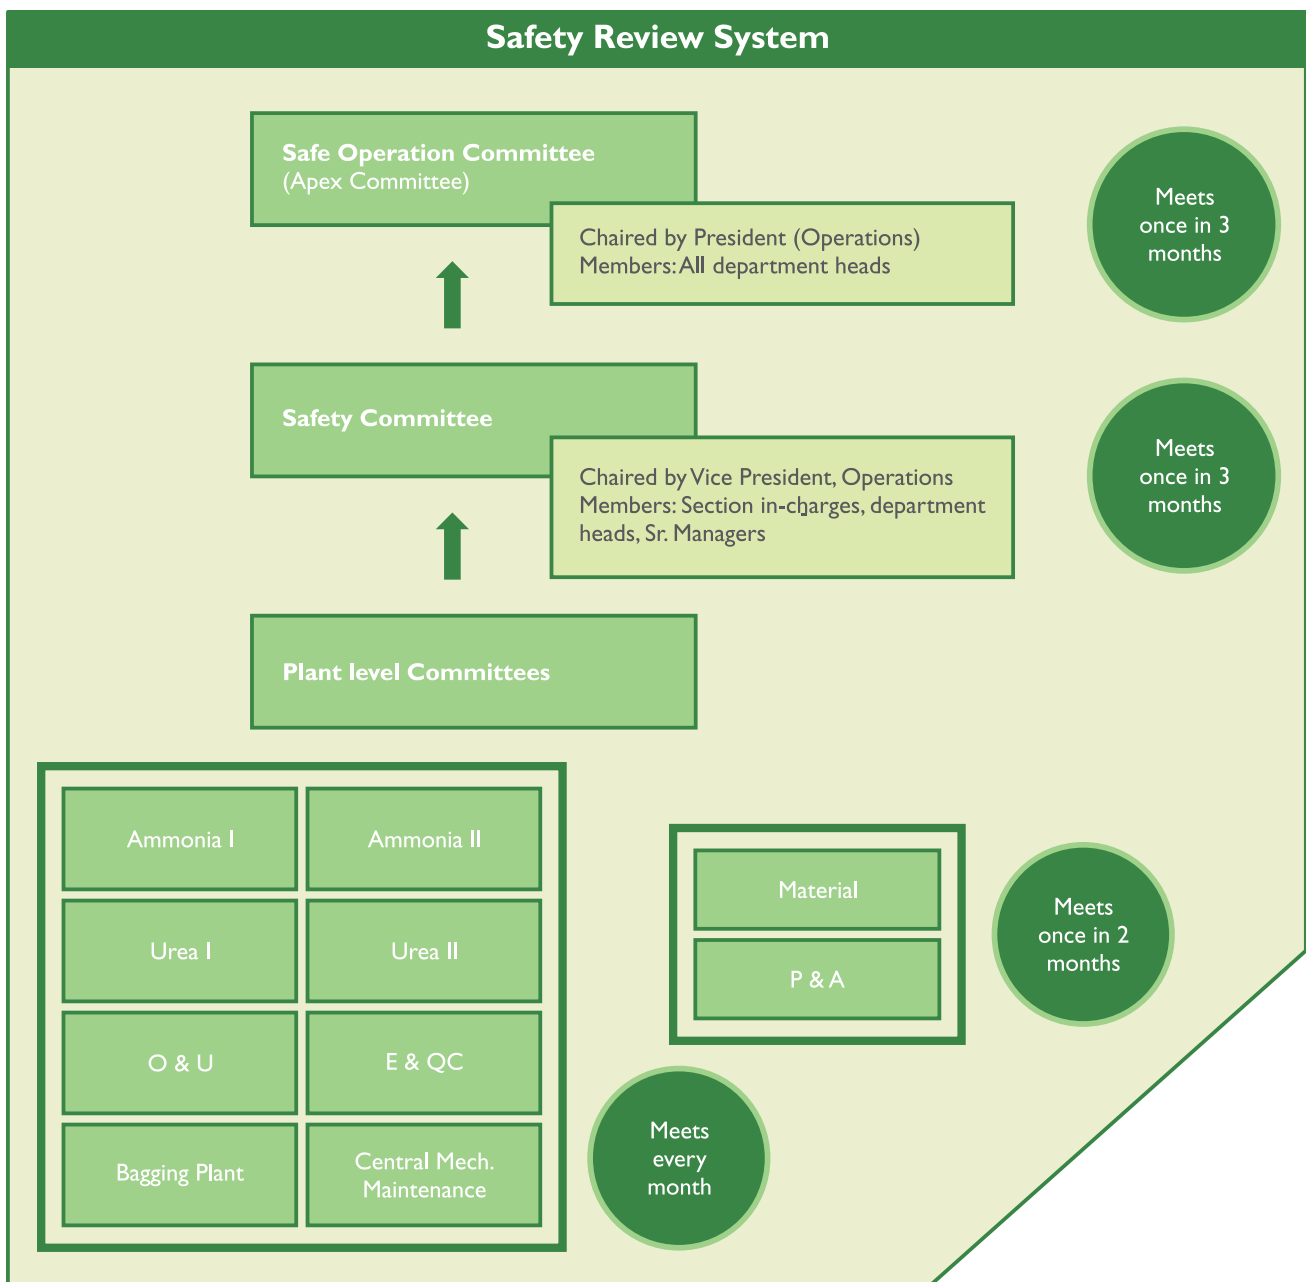 Safety Review System
Safe Operation Committee
(Apex Committee)
Chaired by President (Operations)
Members: All department heads
Meets
once in 3
months
Safety Committee
Chaired by Vice President, Operations
Members: Section in-charges, department
heads, Sr. Managers
Meets
once in 3
months
Plant level Committees
Ammonia I
Ammonia II
Urea I
Urea II
O & U
E & QC
Bagging Plant
Central Mech.
Maintenance
Meets
every
month
Material
P & A
Meets
once in 2
months